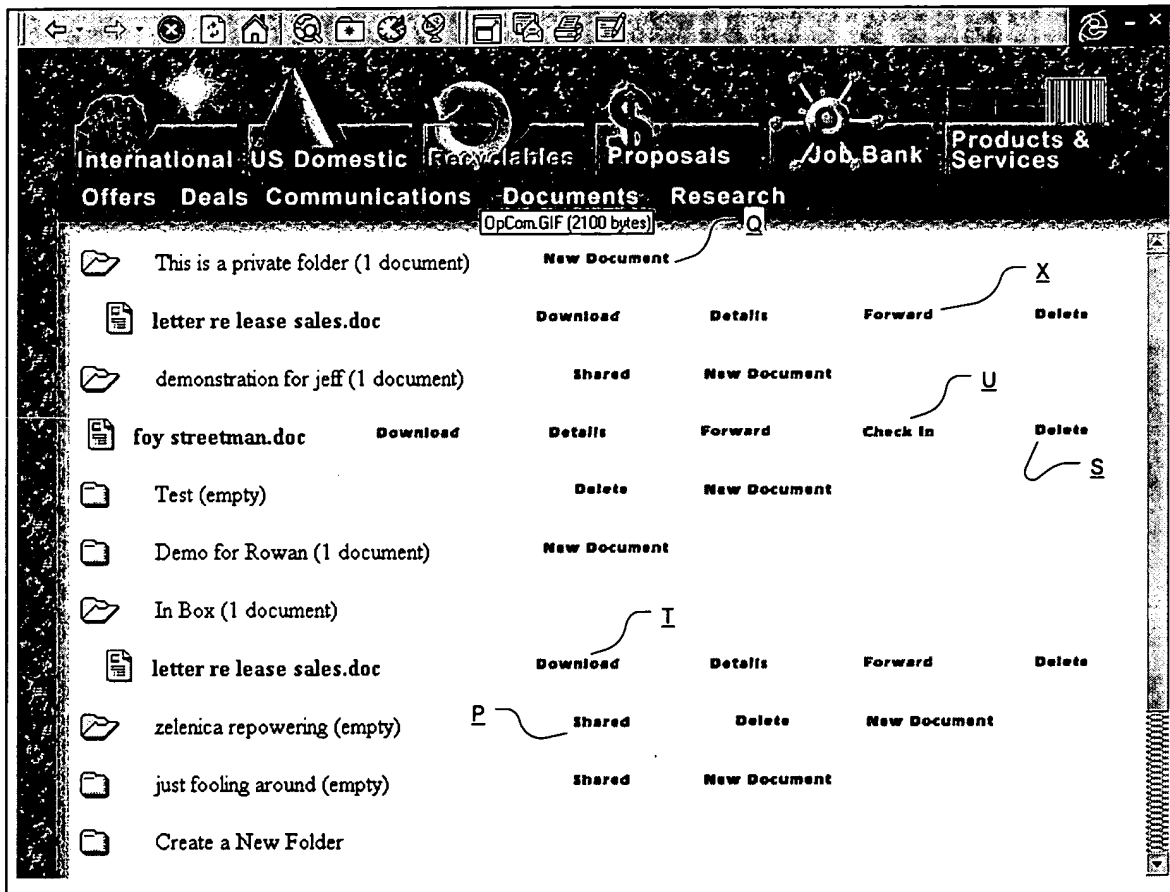 International US Domestic Recyclables Proposals Job Bank Products & Services
Offers Deals Communications Documents Research
OpCom.GIF (2100 bytes) Q
This is a private folder (1 document) New Document
X
letter re lease sales.doc Download Details Forward Delete
demonstration for jeff (1 document) Shared New Document
U
foy streetman.doc Download Details Forward Check In Delete
S
Test (empty) Delete New Document
Demo for Rowan (1 document) New Document
In Box (1 document)
T
letter re lease sales.doc Download Details Forward Delete
P
zelenica repowering (empty) Shared Delete New Document
just fooling around (empty) Shared New Document
Create a New Folder